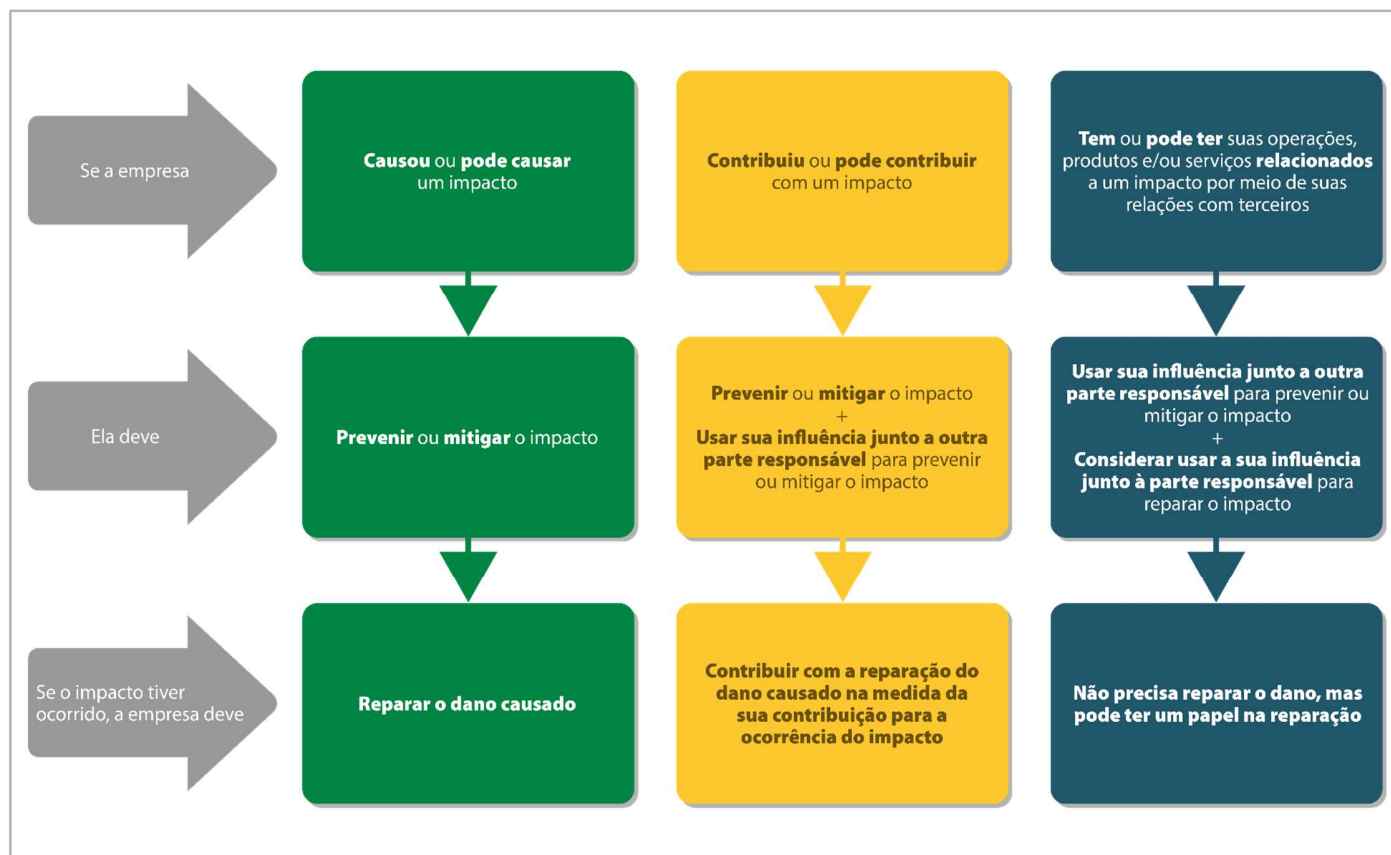 Se a empresa
Causou ou pode causar
um impacto
Contribuiu ou pode contribuir
com um impacto
Tem ou pode ter suas operações,
produtos e/ou serviços relacionados
a um impacto por meio de suas
relações com terceiros
Ela deve
Prevenir ou mitigar o impacto
Prevenir ou mitigar o impacto
+
Usar sua influência junto a outra
parte responsável para prevenir
ou mitigar o impacto
Usar sua influência junto a outra
parte responsável para prevenir ou
mitigar o impacto
+
Considerar usar a sua influência
junto à parte responsável para
reparar o impacto
Se o impacto tiver
ocorrido, a empresa deve
Reparar o dano causado
Contribuir com a reparação do
dano causado na medida da
sua contribuição para a
ocorrência do impacto
Não precisa reparar o dano, mas
pode ter um papel na reparação